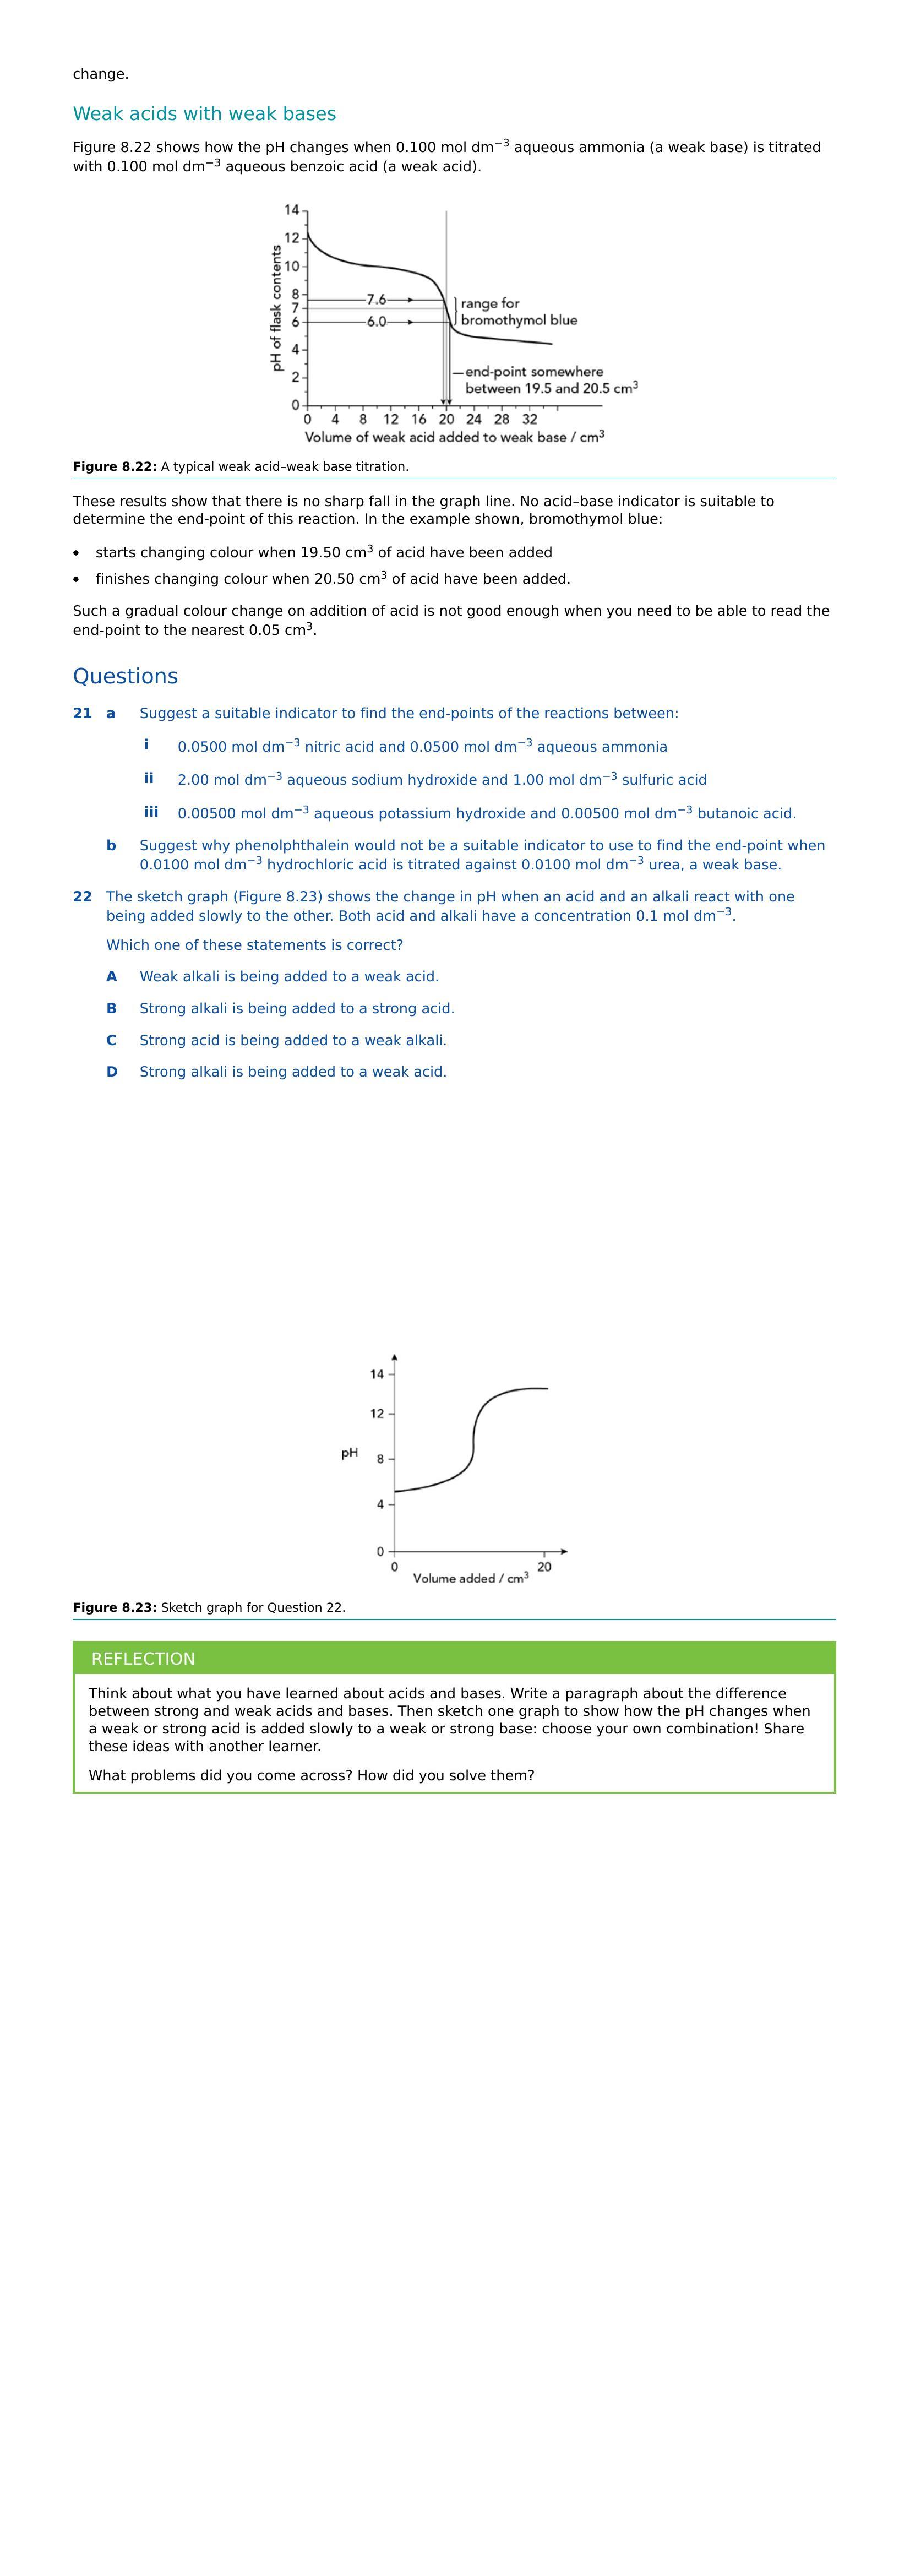 change.
Weak acids with weak bases
Figure 8.22 shows how the pH changes when 0.100 mol dm⁻³ aqueous ammonia (a weak base) is titrated
with 0.100 mol dm⁻³ aqueous benzoic acid (a weak acid).
14
12
10
8
7
6
4
2
0
pH of flask contents
7.6
6.0
range for
bromothymol blue
end-point somewhere
between 19.5 and 20.5 cm³
0 4 8 12 16 20 24 28 32
Volume of weak acid added to weak base / cm³
Figure 8.22: A typical weak acid–weak base titration.
These results show that there is no sharp fall in the graph line. No acid–base indicator is suitable to
determine the end-point of this reaction. In the example shown, bromothymol blue:
• starts changing colour when 19.50 cm³ of acid have been added
• finishes changing colour when 20.50 cm³ of acid have been added.
Such a gradual colour change on addition of acid is not good enough when you need to be able to read the
end-point to the nearest 0.05 cm³.
Questions
21 a Suggest a suitable indicator to find the end-points of the reactions between:
i 0.0500 mol dm⁻³ nitric acid and 0.0500 mol dm⁻³ aqueous ammonia
ii 2.00 mol dm⁻³ aqueous sodium hydroxide and 1.00 mol dm⁻³ sulfuric acid
iii 0.00500 mol dm⁻³ aqueous potassium hydroxide and 0.00500 mol dm⁻³ butanoic acid.
b Suggest why phenolphthalein would not be a suitable indicator to use to find the end-point when
0.0100 mol dm⁻³ hydrochloric acid is titrated against 0.0100 mol dm⁻³ urea, a weak base.
22 The sketch graph (Figure 8.23) shows the change in pH when an acid and an alkali react with one
being added slowly to the other. Both acid and alkali have a concentration 0.1 mol dm⁻³.
Which one of these statements is correct?
A Weak alkali is being added to a weak acid.
B Strong alkali is being added to a strong acid.
C Strong acid is being added to a weak alkali.
D Strong alkali is being added to a weak acid.
14
12
pH 8
4
0
0 20
Volume added / cm³
Figure 8.23: Sketch graph for Question 22.
REFLECTION
Think about what you have learned about acids and bases. Write a paragraph about the difference
between strong and weak acids and bases. Then sketch one graph to show how the pH changes when
a weak or strong acid is added slowly to a weak or strong base: choose your own combination! Share
these ideas with another learner.
What problems did you come across? How did you solve them?